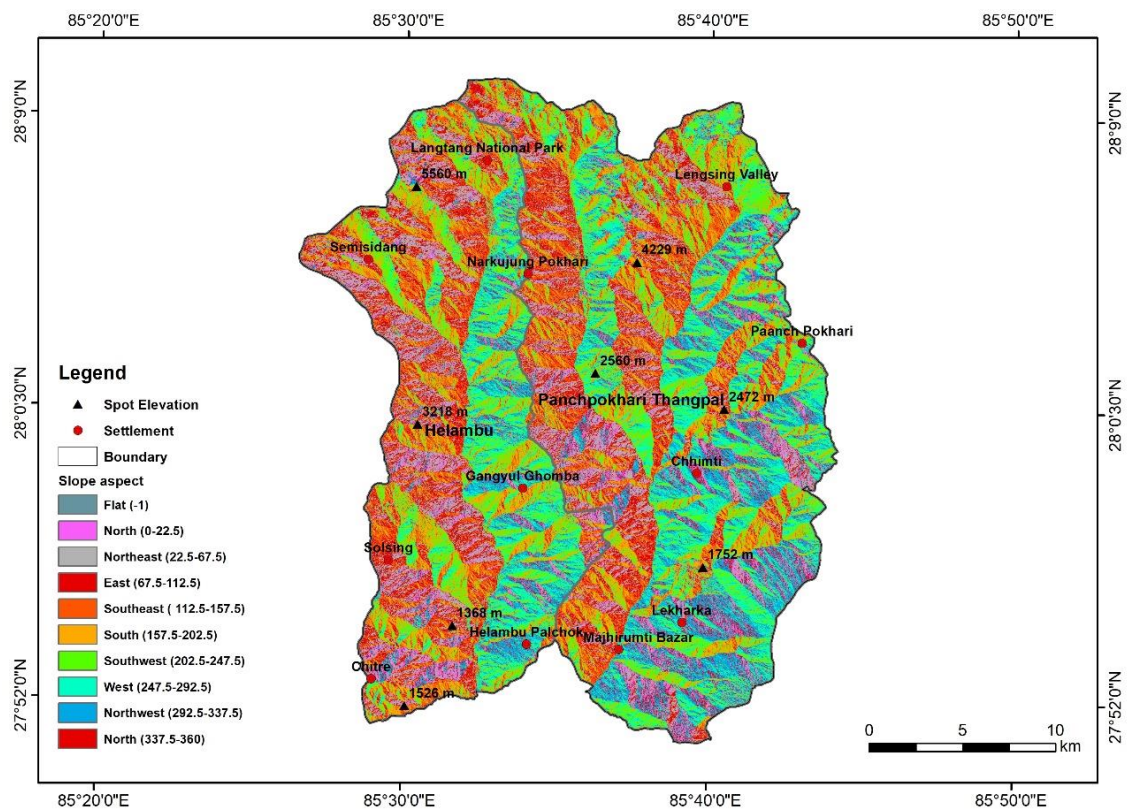 85°20'0"E 85°30'0"E 85°40'0"E 85°50'0"E
28°9'0"N 28°9'0"N
Langtang National Park
5560 m
Lengsing Valley
Semisidang
Narkujung Pokhari
4229 m
Paanch Pokhari
2560 m
Panchpokhari Thangpal
2472 m
28°0'30"N 28°0'30"N
3218 m
Helambu
Chhimti
Gangyul Ghomba
Solsing
1752 m
1368 m
Lekharka
Helambu Palchok
Majhirumti Bazar
Chitre
1526 m
27°52'0"N 27°52'0"N
Legend
Spot Elevation
Settlement
Boundary
Slope aspect
Flat (-1)
North (0-22.5)
Northeast (22.5-67.5)
East (67.5-112.5)
Southeast ( 112.5-157.5)
South (157.5-202.5)
Southwest (202.5-247.5)
West (247.5-292.5)
Northwest (292.5-337.5)
North (337.5-360)
0 5 10
km
85°20'0"E 85°30'0"E 85°40'0"E 85°50'0"E